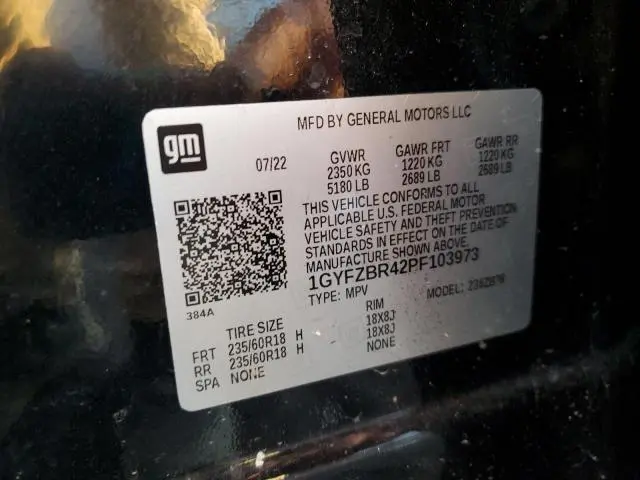 MFD BY GENERAL MOTORS LLC
gm
07/22
GVWR GAWR FRT GAWR RR
2350 KG 1220 KG 1220 KG
5180 LB 2689 LB 2689 LB
THIS VEHICLE CONFORMS TO ALL
APPLICABLE U.S. FEDERAL MOTOR
VEHICLE SAFETY AND THEFT PREVENTION
STANDARDS IN EFFECT ON THE DATE OF
MANUFACTURE SHOWN ABOVE.
1GYFZBR42PF103973
TYPE: MPV MODEL:
384A
TIRE SIZE RIM
FRT 235/60R18 H 18X8J
RR 235/60R18 H 18X8J
SPA NONE NONE